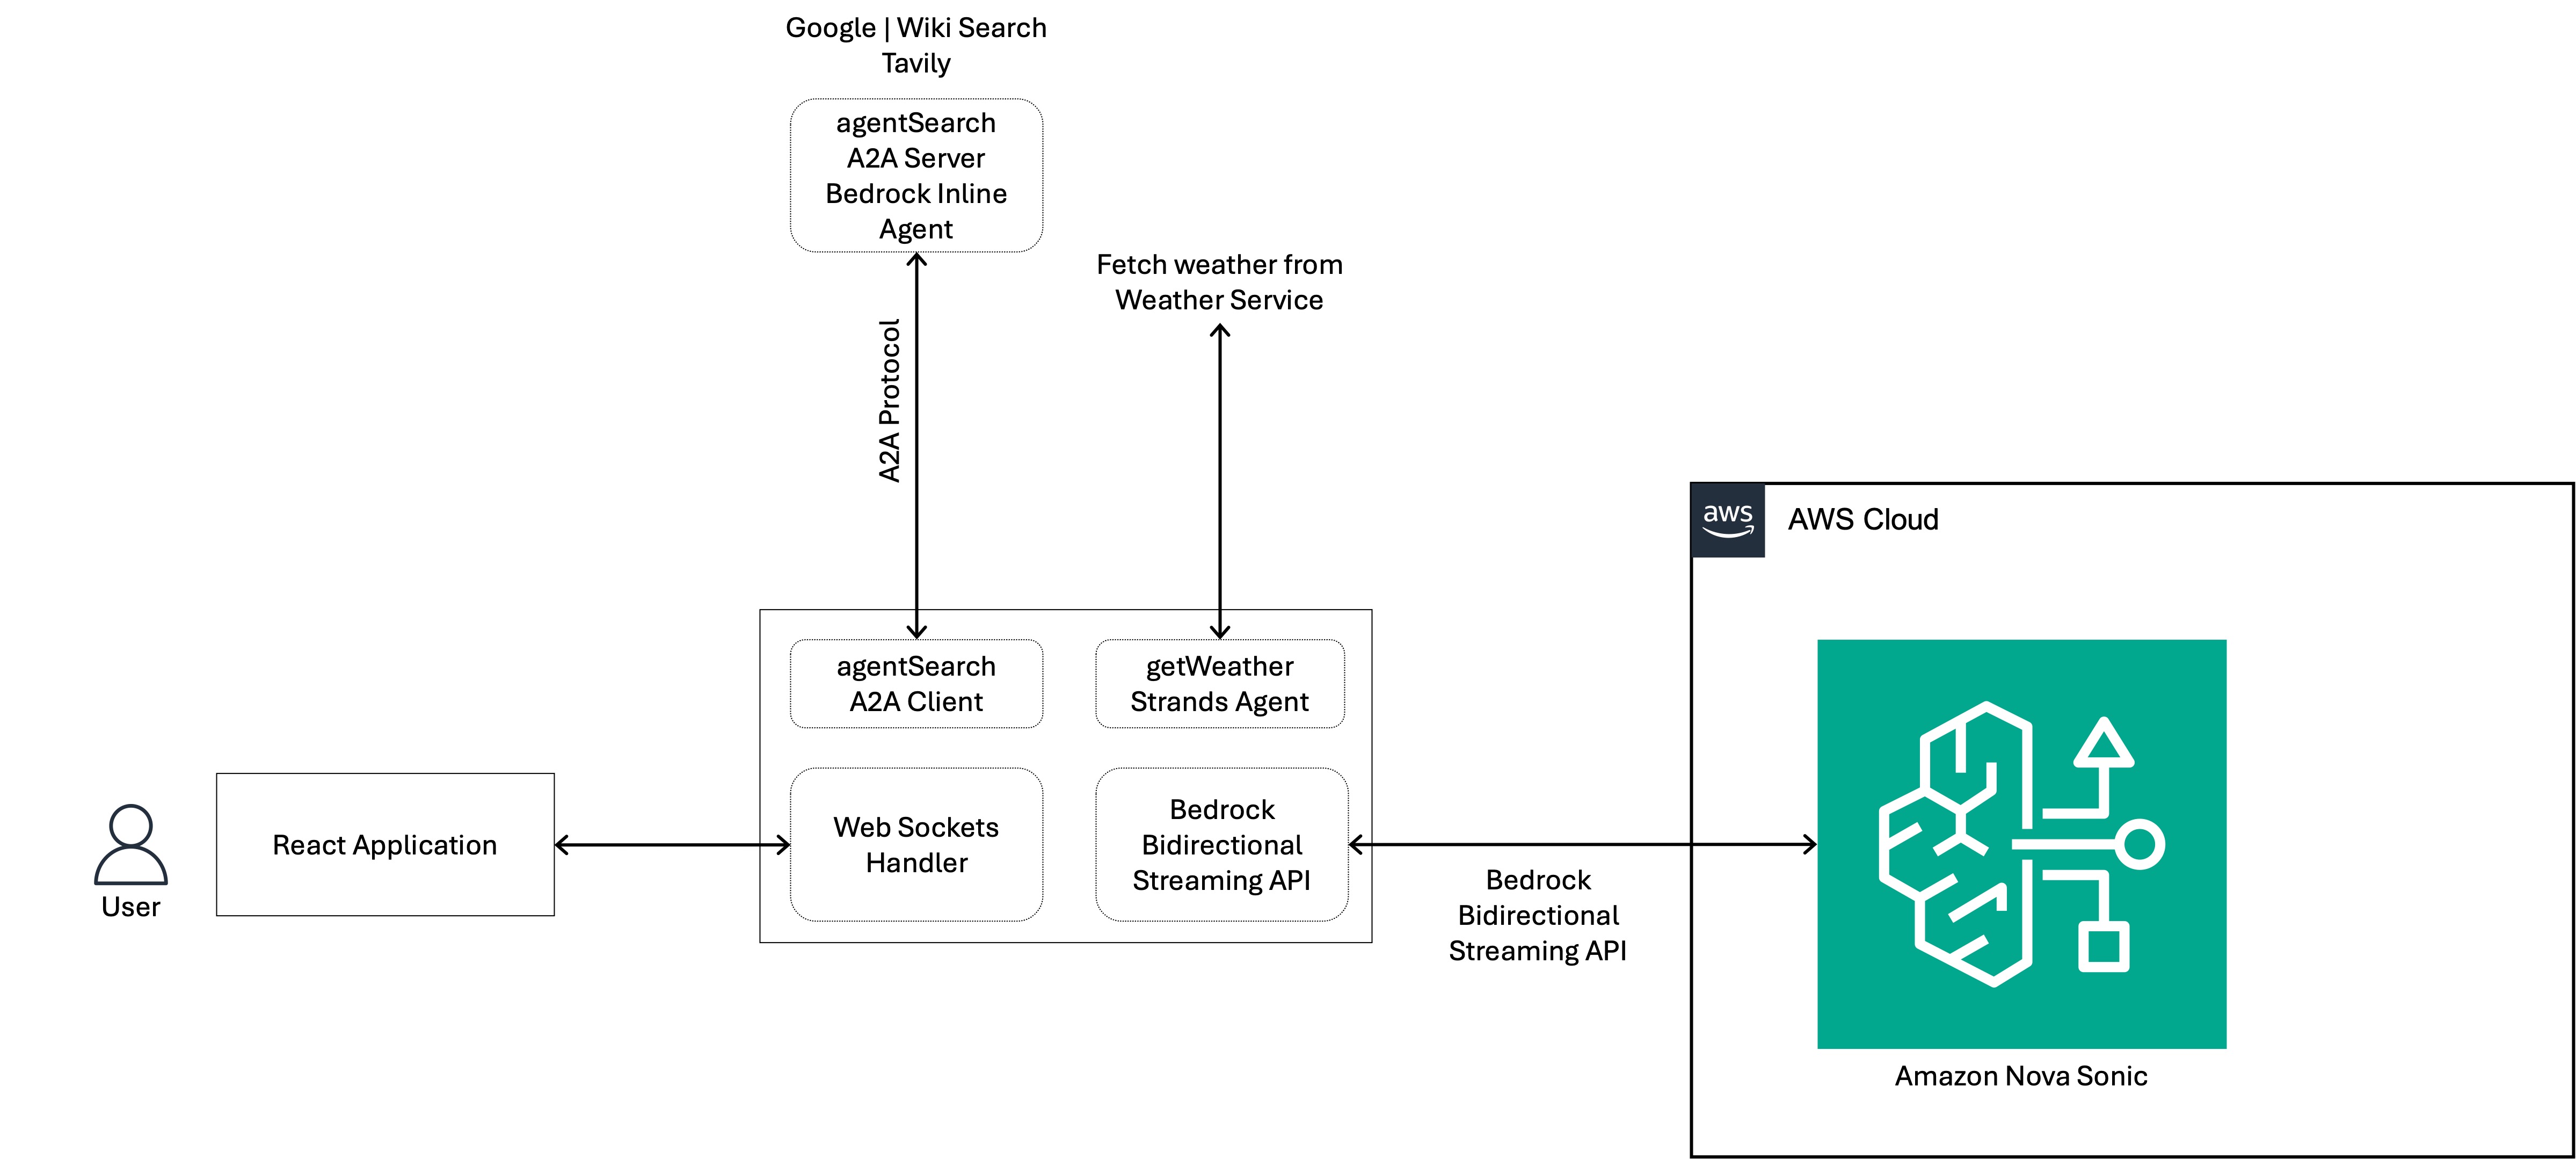 Google | Wiki Search
Tavily
agentSearch
A2A Server
Bedrock Inline
Agent
A2A Protocol
Fetch weather from
Weather Service
agentSearch
A2A Client
getWeather
Strands Agent
Web Sockets
Handler
Bedrock
Bidirectional
Streaming API
React Application
User
Bedrock
Bidirectional
Streaming API
aws
AWS Cloud
Amazon Nova Sonic